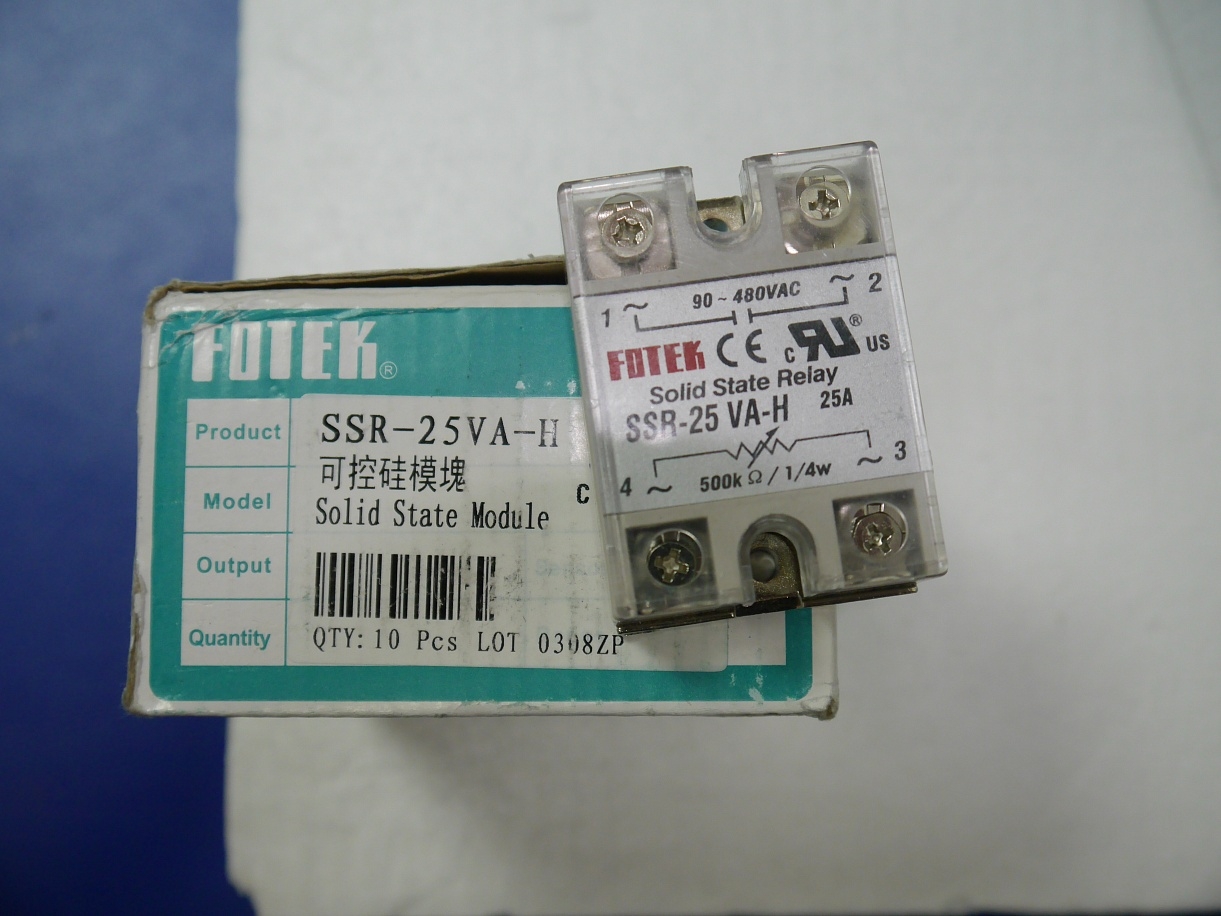 FOTEK®
Product
SSR-25VA-H
可控硅模塊
Model
C
Solid State Module
Output
Quantity
QTY: 10 Pcs LOT 0308ZP
90 ~ 480VAC
1 ~
~ 2
FOTEK CE c RU® US
Solid State Relay
SSR-25 VA-H 25A
4 ~
~ 3
500k Ω / 1/4w